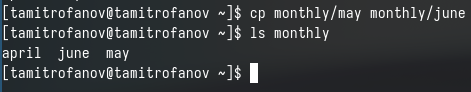 [tamitrofanov@tamitrofanov ~]$ cp monthly/may monthly/june
[tamitrofanov@tamitrofanov ~]$ ls monthly
april  june  may
[tamitrofanov@tamitrofanov ~]$